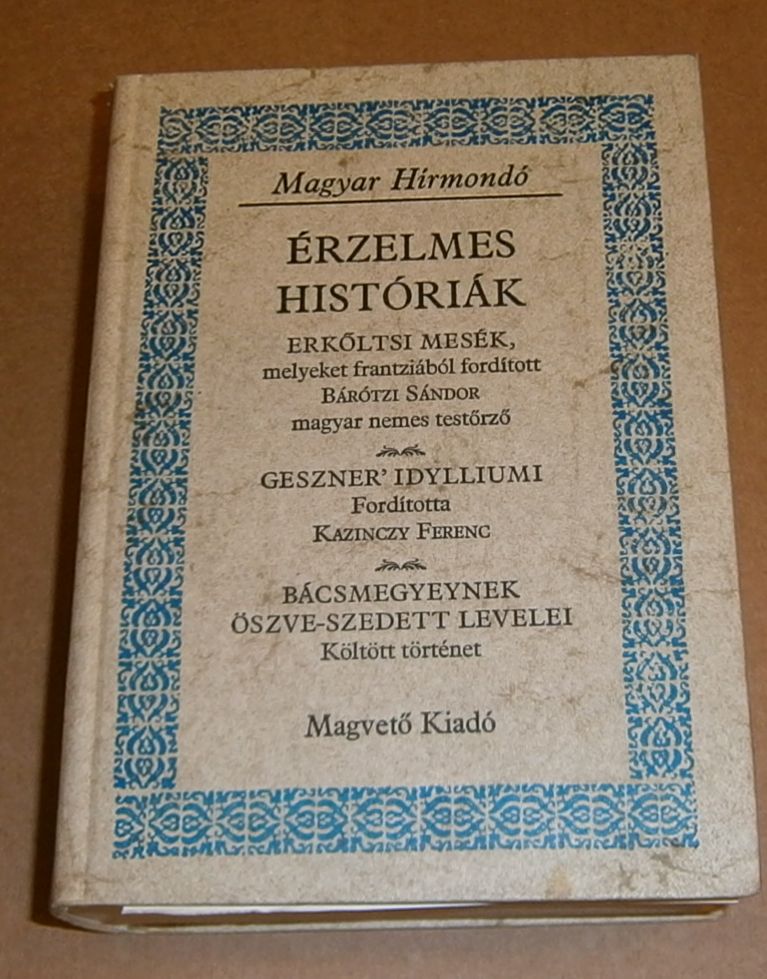 Magyar Hírmondó
ÉRZELMES
HISTÓRIÁK
ERKŐLTSI MESÉK,
melyeket frantziából fordított
BÁRÓTZI SÁNDOR
magyar nemes testőrző
GESZNER' IDYLLIUMI
Fordította
KAZINCZY FERENC
BÁCSMEGYEYNEK
ÖSZVE-SZEDETT LEVELEI
Költött történet
Magvető Kiadó